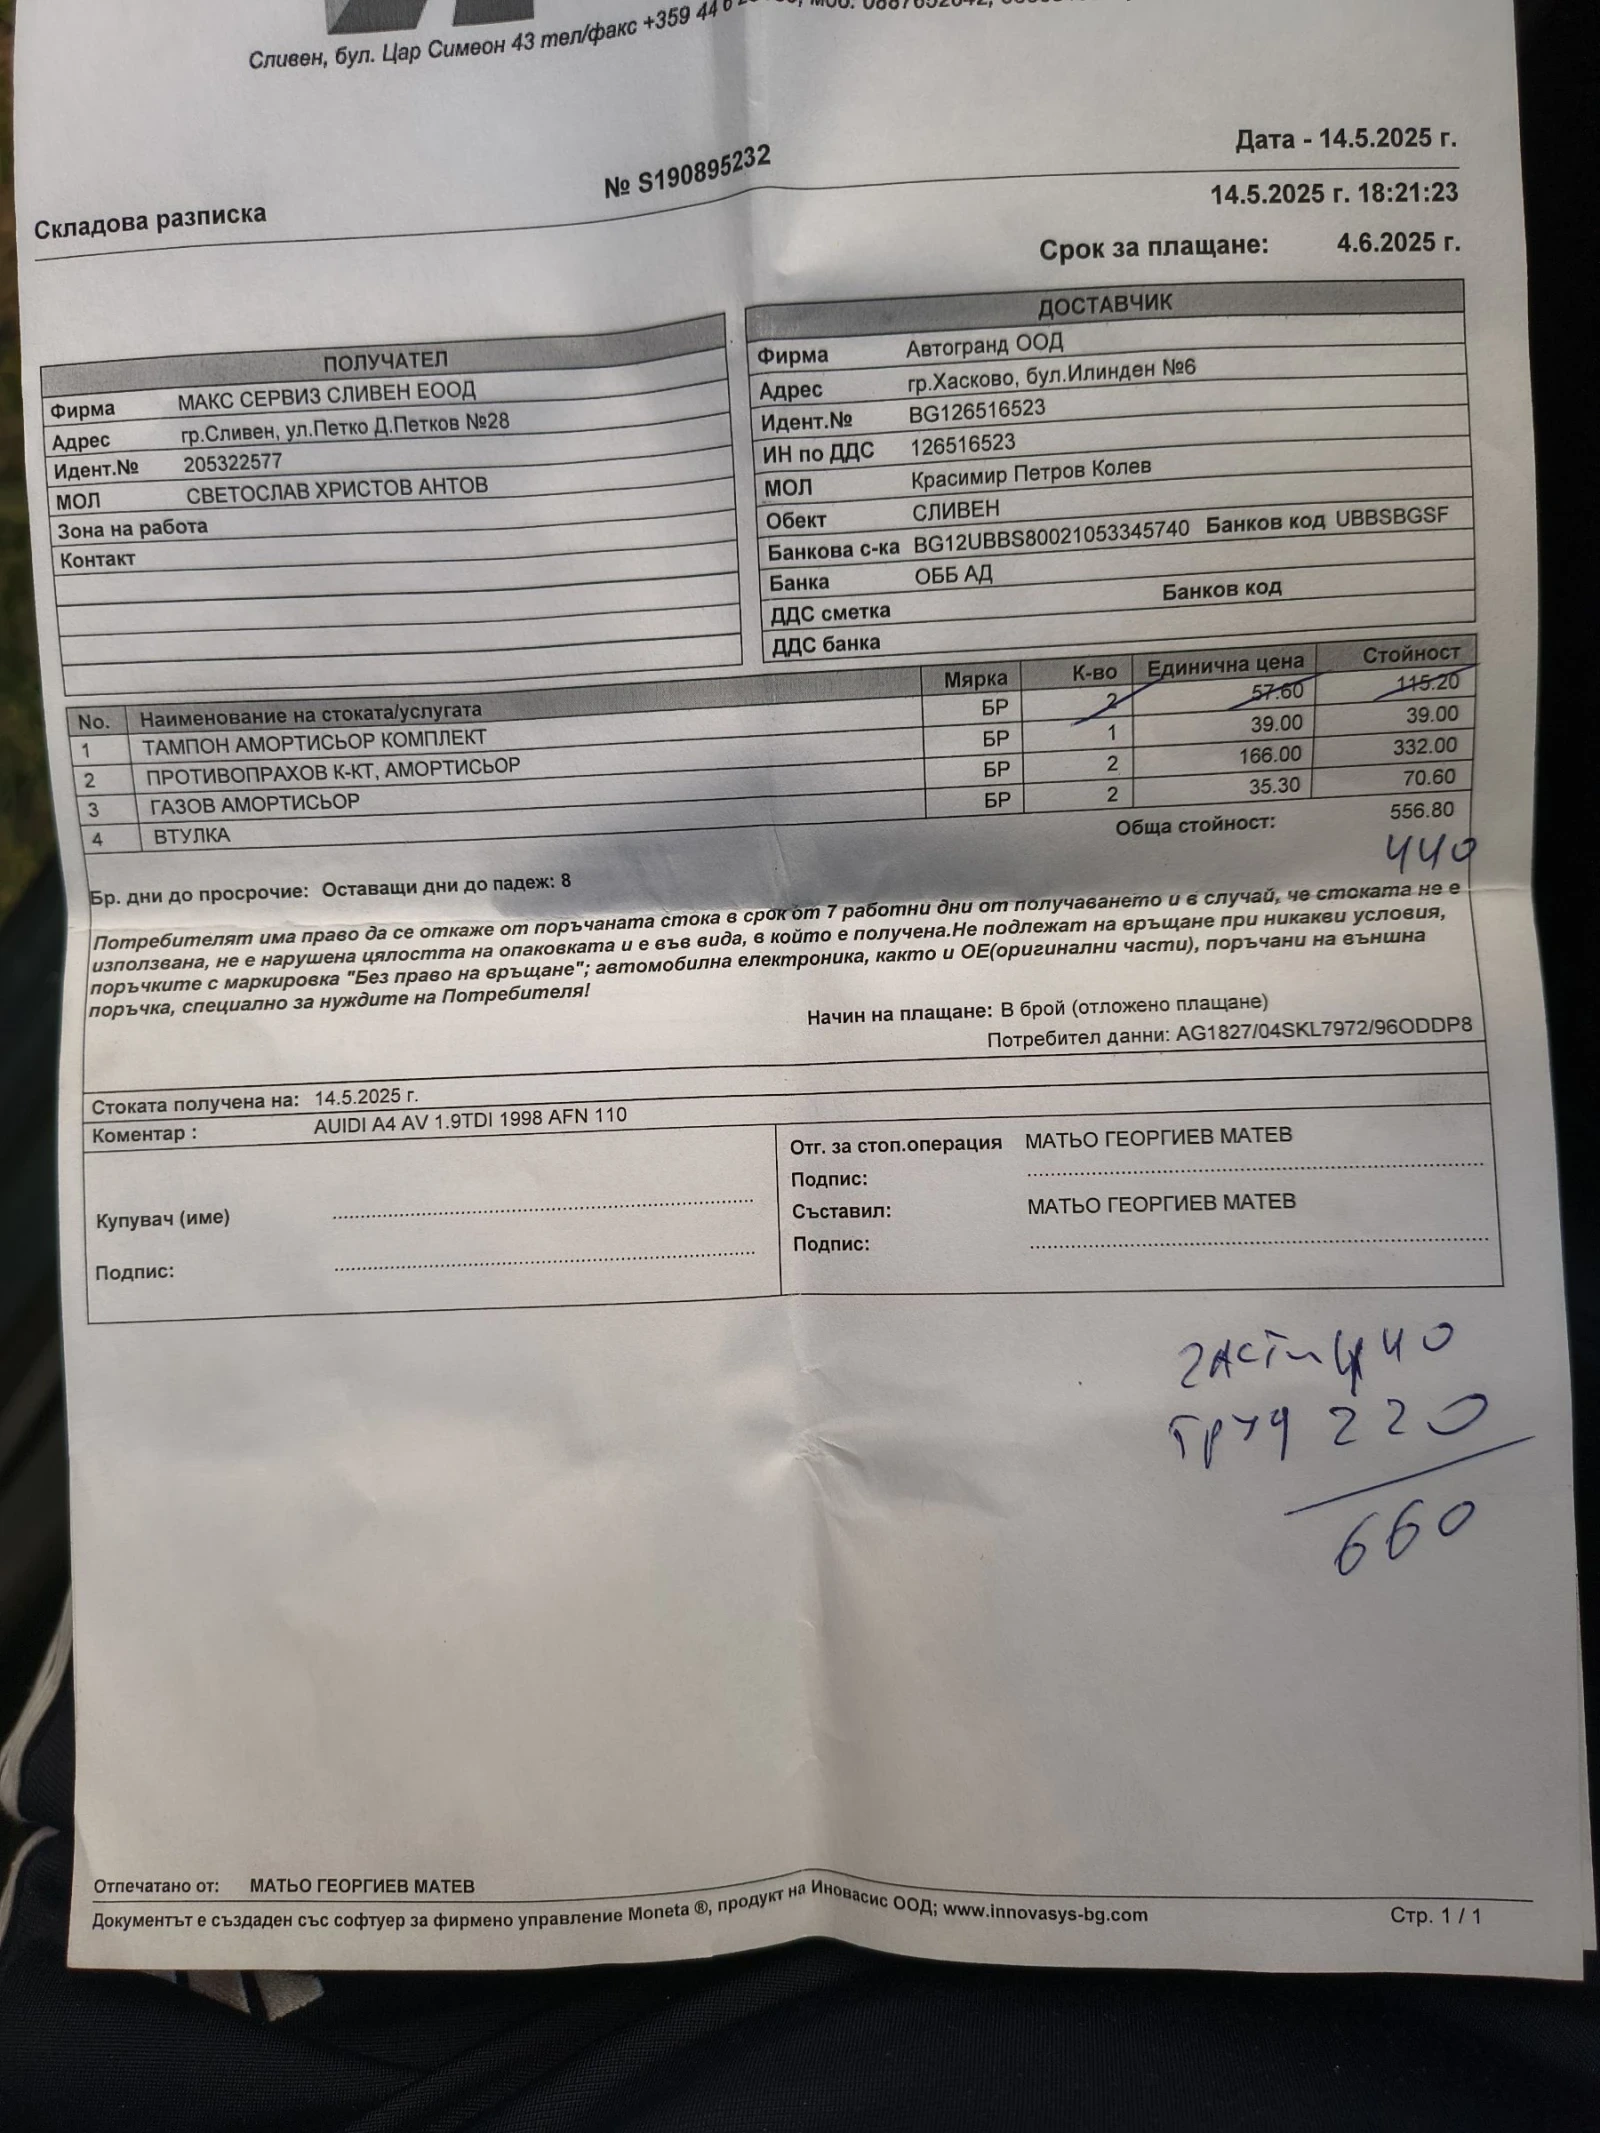 Сливен, бул. Цар Симеон 43 тел/факс +359 44
Дата - 14.5.2025 г.
№ S190895232
Складова разписка
14.5.2025 г. 18:21:23
Срок за плащане: 4.6.2025 г.
ПОЛУЧАТЕЛ
Фирма МАКС СЕРВИЗ СЛИВЕН ЕООД
Адрес гр.Сливен, ул.Петко Д.Петков №28
Идент.№ 205322577
МОЛ СВЕТОСЛАВ ХРИСТОВ АНТОВ
Зона на работа
Контакт
ДОСТАВЧИК
Фирма Автогранд ООД
Адрес гр.Хасково, бул.Илинден №6
Идент.№ BG126516523
ИН по ДДС 126516523
МОЛ Красимир Петров Колев
Обект СЛИВЕН
Банкова с-ка BG12UBBS80021053345740 Банков код UBBSBGSF
Банка ОББ АД
ДДС сметка Банков код
ДДС банка
No. Наименование на стоката/услугата Мярка К-во Единична цена Стойност
1 ТАМПОН АМОРТИСЬОР КОМПЛЕКТ БР 2 57.60 115.20
2 ПРОТИВОПРАХОВ К-КТ, АМОРТИСЬОР БР 1 39.00 39.00
3 ГАЗОВ АМОРТИСЬОР БР 2 166.00 332.00
4 ВТУЛКА БР 2 35.30 70.60
Обща стойност: 556.80
440
Бр. дни до просрочие: Оставащи дни до падеж: 8
Потребителят има право да се откаже от поръчаната стока в срок от 7 работни дни от получаването и в случай, че стоката не е
използвана, не е нарушена цялостта на опаковката и е във вида, в който е получена.Не подлежат на връщане при никакви условия,
поръчките с маркировка "Без право на връщане"; автомобилна електроника, както и ОЕ(оригинални части), поръчани на външна
поръчка, специално за нуждите на Потребителя!
Начин на плащане: В брой (отложено плащане)
Потребител данни: AG1827/04SKL7972/96ODDP8
Стоката получена на: 14.5.2025 г.
Коментар : AUIDI A4 AV 1.9TDI 1998 AFN 110
Отг. за стоп.операция МАТЬО ГЕОРГИЕВ МАТЕВ
Подпис:
Съставил: МАТЬО ГЕОРГИЕВ МАТЕВ
Подпис:
Купувач (име)
Подпис:
части 440
труд 220
660
Отпечатано от: МАТЬО ГЕОРГИЕВ МАТЕВ
Документът е създаден със софтуер за фирмено управление Moneta ®, продукт на Иновасис ООД; www.innovasys-bg.com
Стр. 1 / 1